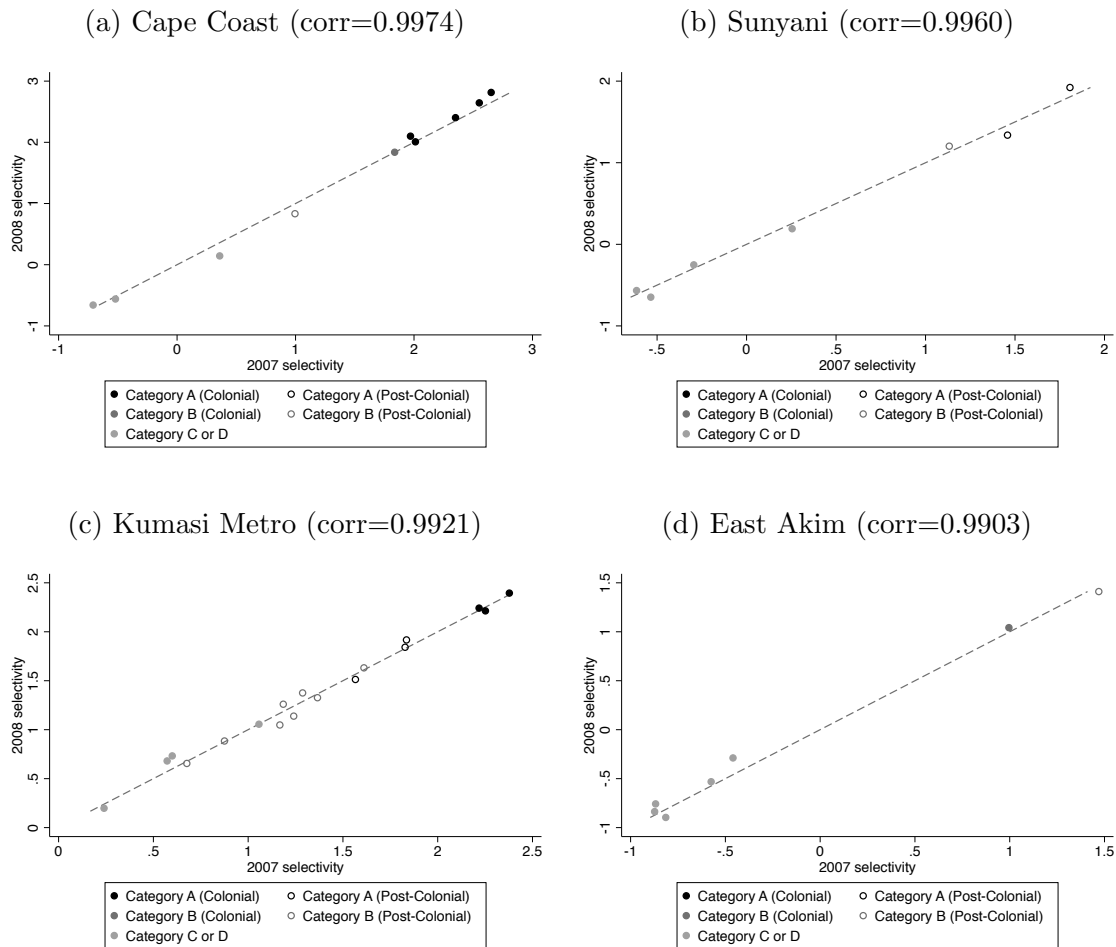 (a) Cape Coast (corr=0.9974)
3
2
1
0
-1
2008 selectivity
-1 0 1 2 3
2007 selectivity
Category A (Colonial) Category A (Post-Colonial)
Category B (Colonial) Category B (Post-Colonial)
Category C or D
(b) Sunyani (corr=0.9960)
2
1
0
-1
2008 selectivity
-.5 0 .5 1 1.5 2
2007 selectivity
Category A (Colonial) Category A (Post-Colonial)
Category B (Colonial) Category B (Post-Colonial)
Category C or D
(c) Kumasi Metro (corr=0.9921)
2.5
2
1.5
1
.5
0
2008 selectivity
0 .5 1 1.5 2 2.5
2007 selectivity
Category A (Colonial) Category A (Post-Colonial)
Category B (Colonial) Category B (Post-Colonial)
Category C or D
(d) East Akim (corr=0.9903)
1.5
1
.5
0
-.5
-1
2008 selectivity
-1 -.5 0 .5 1 1.5
2007 selectivity
Category A (Colonial) Category A (Post-Colonial)
Category B (Colonial) Category B (Post-Colonial)
Category C or D